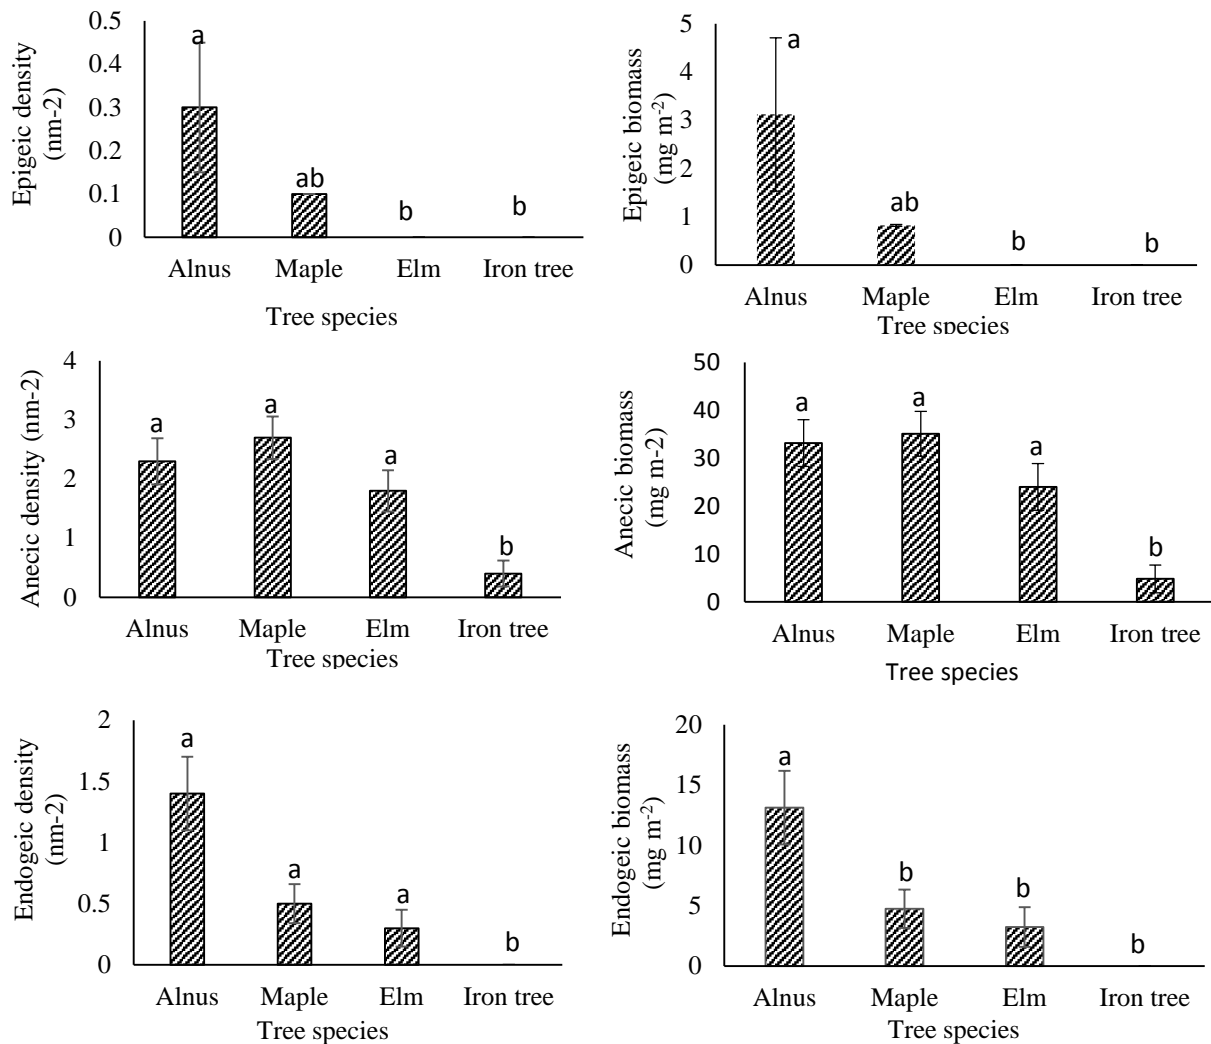 Epigeic density
(nm-2)
0.5
0.4
0.3
0.2
0.1
0
a
ab
b
b
Alnus Maple Elm Iron tree
Tree species
Epigeic biomass
(mg m-2)
5
4
3
2
1
0
a
ab
b
b
Alnus Maple Elm Iron tree
Tree species
Anecic density (nm-2)
4
3
2
1
0
a
a
a
b
Alnus Maple Elm Iron tree
Tree species
Anecic biomass
(mg m-2)
50
40
30
20
10
0
a
a
a
b
Alnus Maple Elm Iron tree
Tree species
Endogeic density
(nm-2)
2
1.5
1
0.5
0
a
a
a
b
Alnus Maple Elm Iron tree
Tree species
Endogeic biomass
(mg m-2)
20
15
10
5
0
a
b
b
b
Alnus Maple Elm Iron tree
Tree species